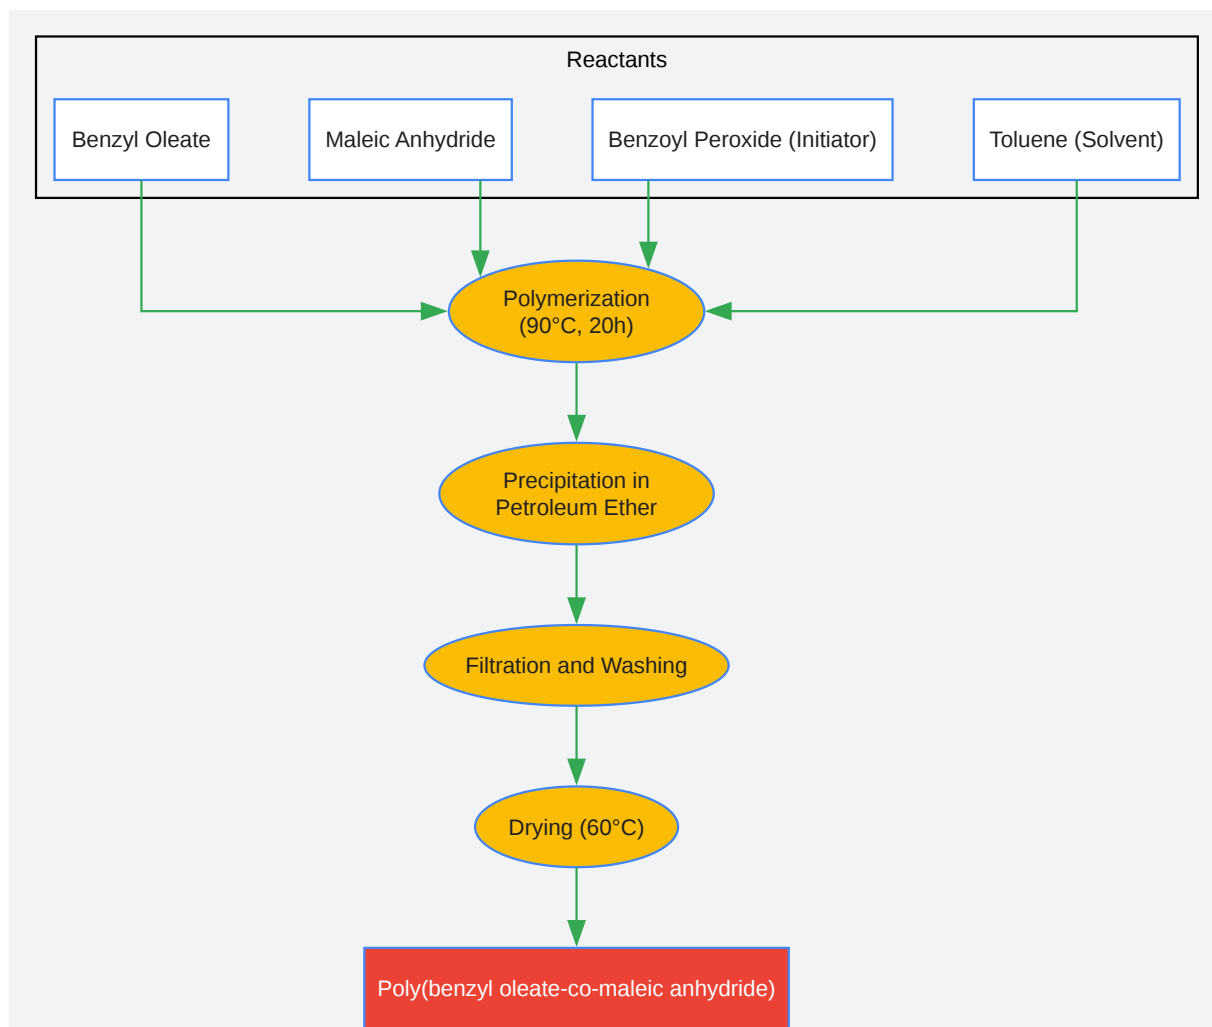 Reactants
Benzyl Oleate
Maleic Anhydride
Benzoyl Peroxide (Initiator)
Toluene (Solvent)
Polymerization
(90°C, 20h)
Precipitation in
Petroleum Ether
Filtration and Washing
Drying (60°C)
Poly(benzyl oleate-co-maleic anhydride)